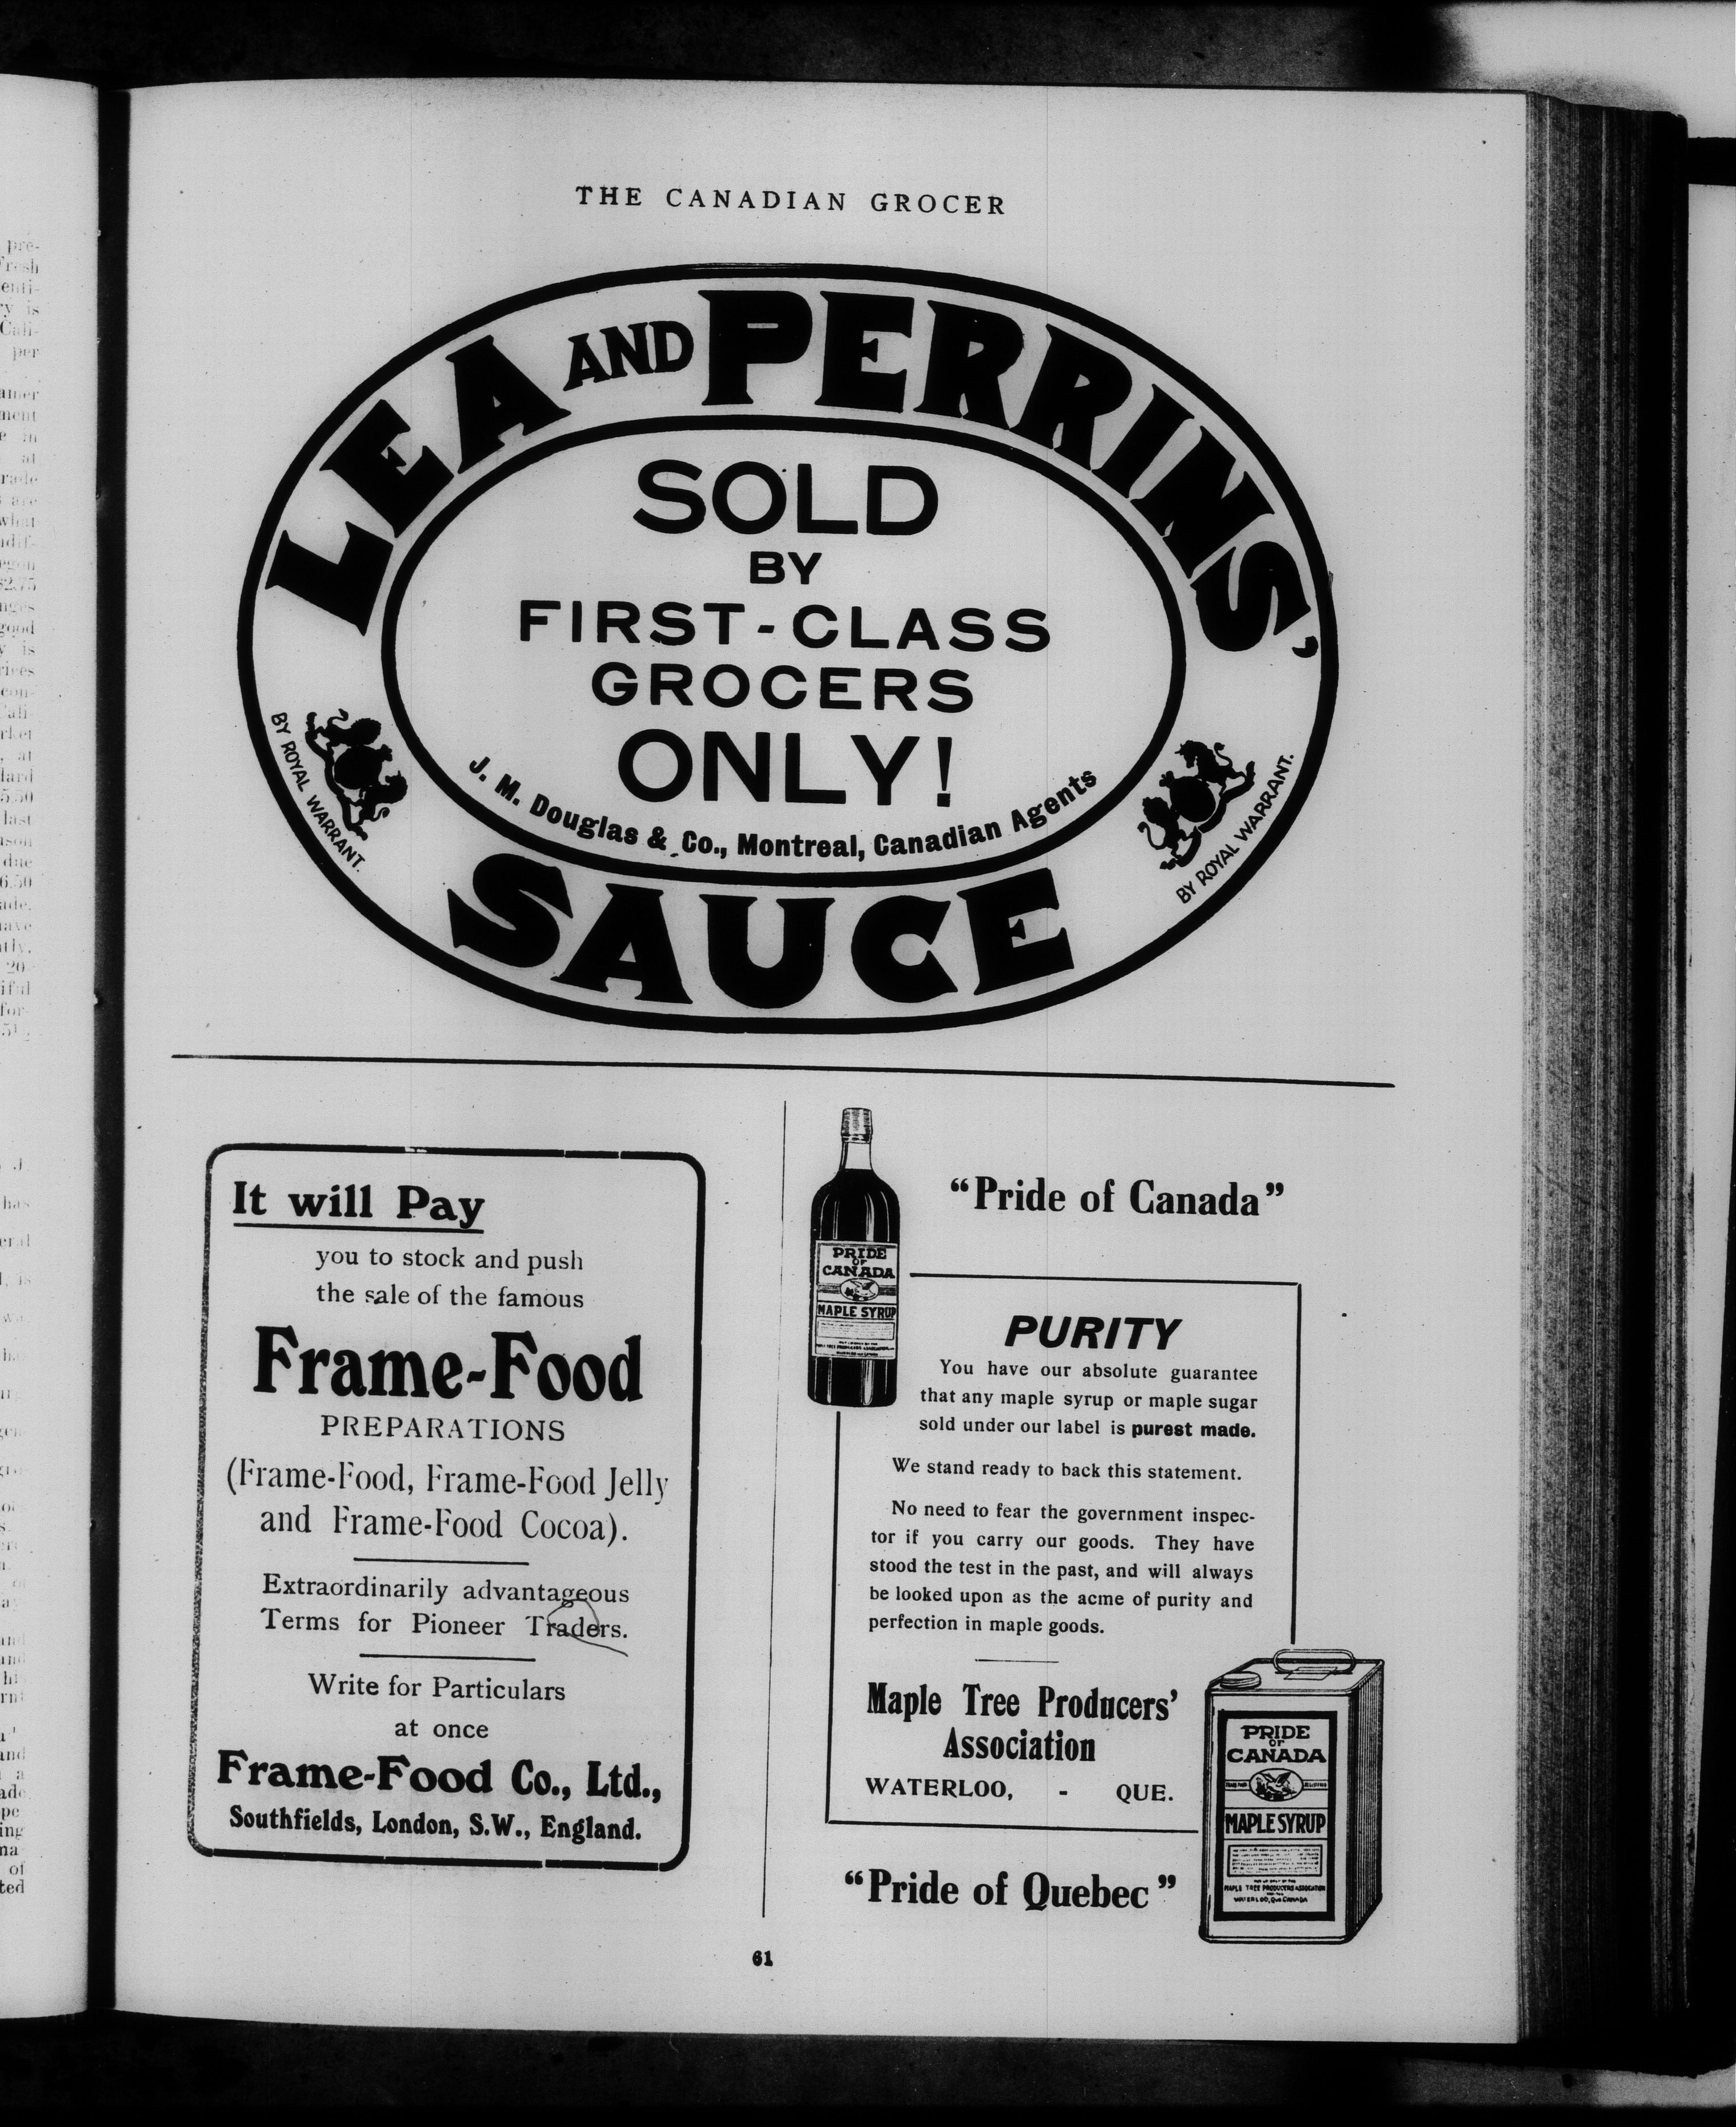 THE CANADIAN GROCER
LEA AND PERRINS'
SOLD
BY
FIRST-CLASS
GROCERS
ONLY!
J. M. Douglas & Co., Montreal, Canadian Agents
BY ROYAL WARRANT.
BY ROYAL WARRANT.
SAUCE
It will Pay
you to stock and push
the sale of the famous
Frame-Food
PREPARATIONS
(Frame-Food, Frame-Food Jelly
and Frame-Food Cocoa).
Extraordinarily advantageous
Terms for Pioneer Traders.
Write for Particulars
at once
Frame-Food Co., Ltd.,
Southfields, London, S.W., England.
"Pride of Canada"
PRIDE
OF
CANADA
MAPLE SYRUP
PURITY
You have our absolute guarantee
that any maple syrup or maple sugar
sold under our label is purest made.
We stand ready to back this statement.
No need to fear the government inspec-
tor if you carry our goods. They have
stood the test in the past, and will always
be looked upon as the acme of purity and
perfection in maple goods.
Maple Tree Producers'
Association
WATERLOO, - QUE.
PRIDE
OF
CANADA
MAPLE SYRUP
MAPLE TREE PRODUCERS ASSOCIATION
WATERLOO, QUE CANADA
"Pride of Quebec"
61